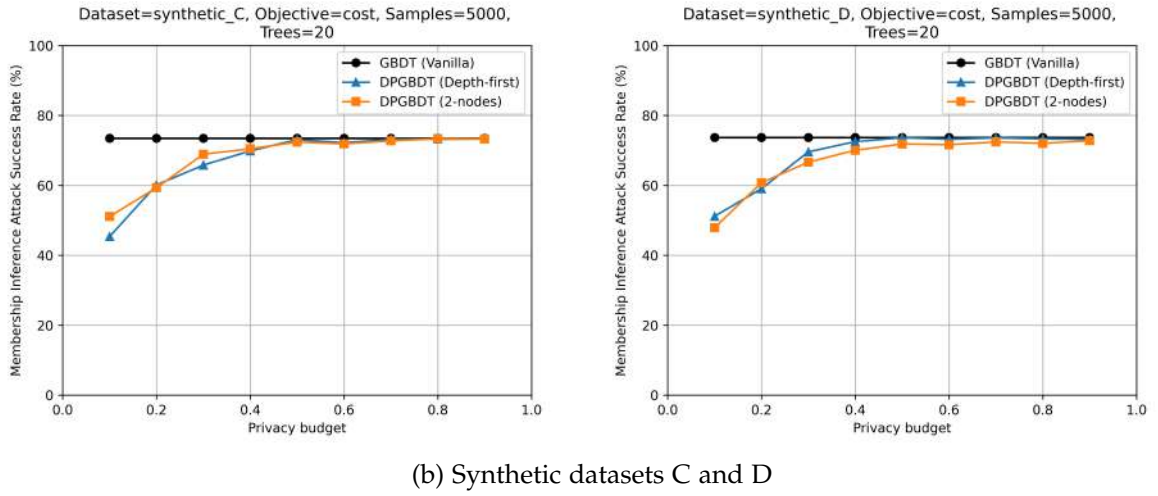 Dataset=synthetic_C, Objective=cost, Samples=5000,
Trees=20
Membership Inference Attack Success Rate (%)
100
80
60
40
20
0
GBDT (Vanilla)
DPGBDT (Depth-first)
DPGBDT (2-nodes)
0.0 0.2 0.4 0.6 0.8 1.0
Privacy budget
Dataset=synthetic_D, Objective=cost, Samples=5000,
Trees=20
Membership Inference Attack Success Rate (%)
100
80
60
40
20
0
GBDT (Vanilla)
DPGBDT (Depth-first)
DPGBDT (2-nodes)
0.0 0.2 0.4 0.6 0.8 1.0
Privacy budget
(b) Synthetic datasets C and D